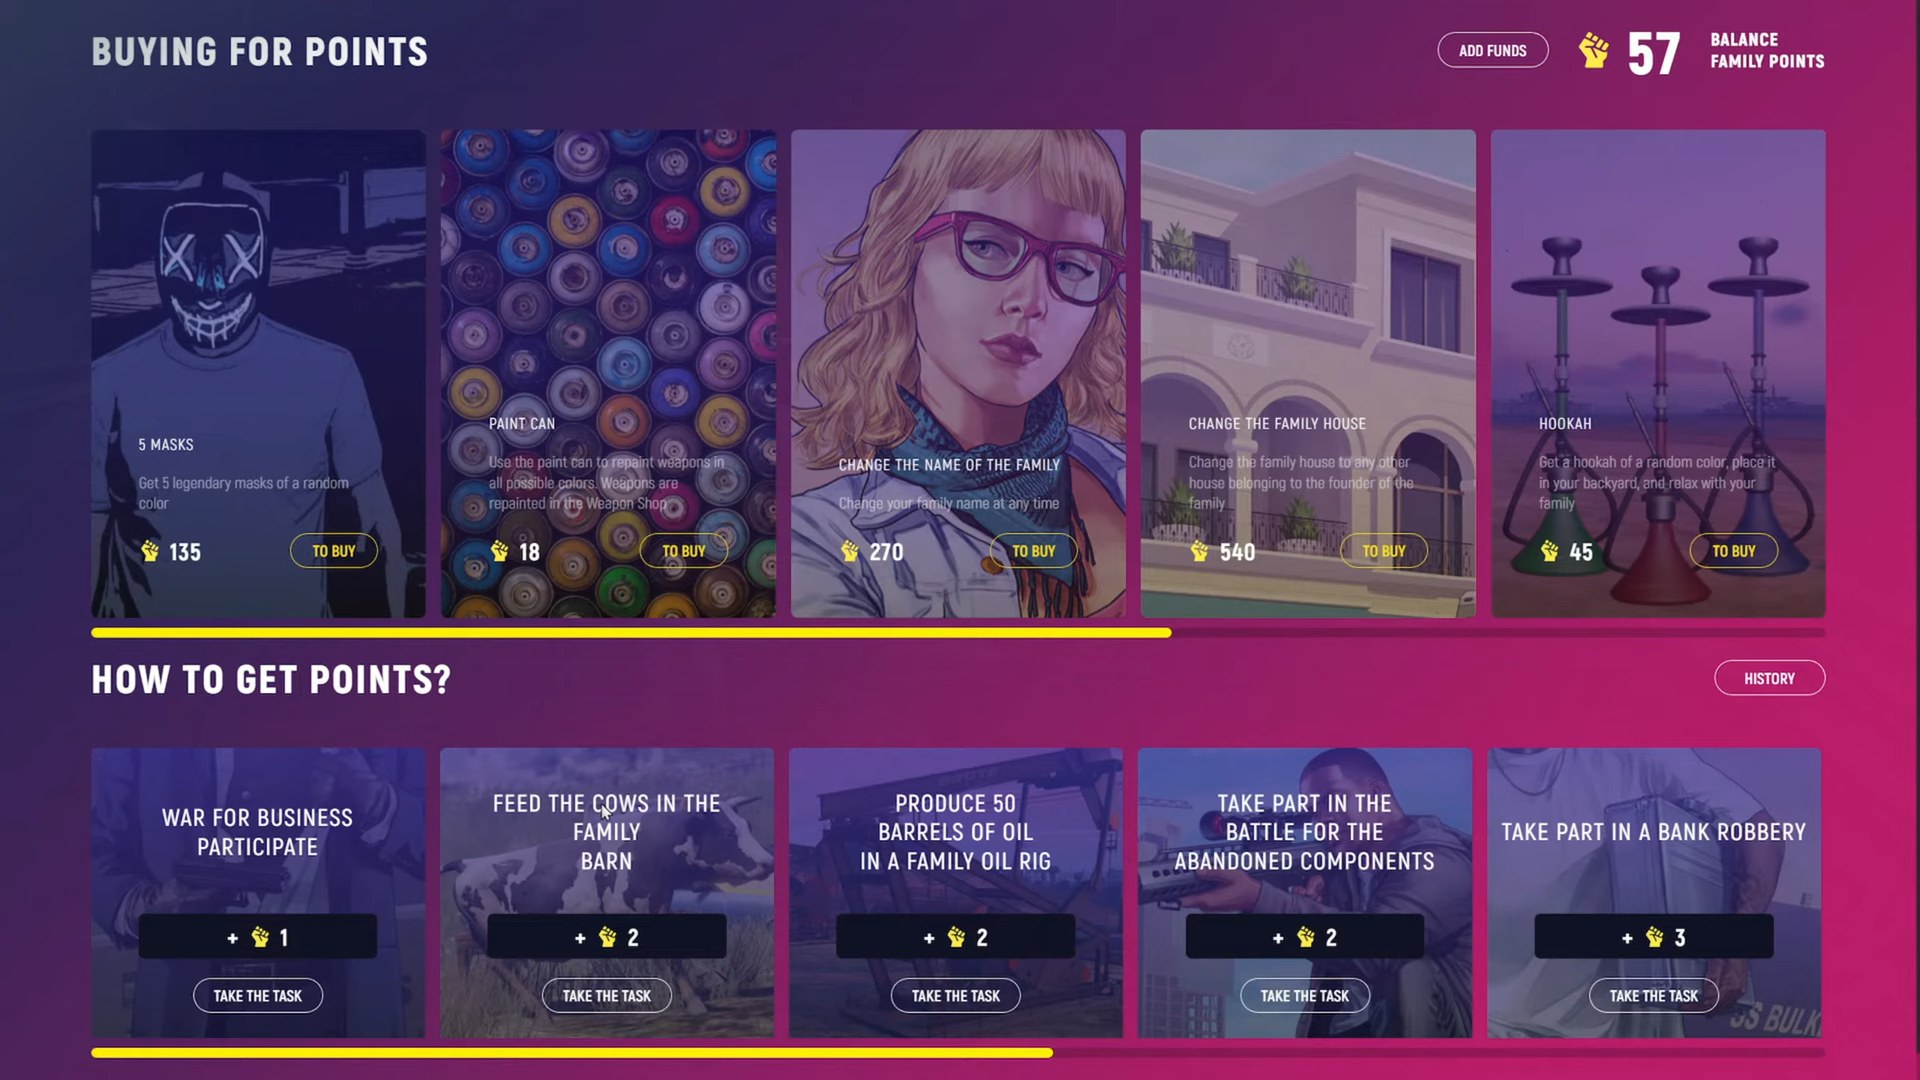 BUYING FOR POINTS
ADD FUNDS
57
BALANCE
FAMILY POINTS
5 MASKS
Get 5 legendary masks of a random
color
135
TO BUY
PAINT CAN
Use the paint can to repaint weapons in
all possible colors. Weapons are
repainted in the Weapon Shop
18
TO BUY
CHANGE THE NAME OF THE FAMILY
Change your family name at any time
270
TO BUY
CHANGE THE FAMILY HOUSE
Change the family house to any other
house belonging to the founder of the
family
540
TO BUY
HOOKAH
Get a hookah of a random color, place it
in your backyard, and relax with your
family
45
TO BUY
HOW TO GET POINTS?
HISTORY
WAR FOR BUSINESS
PARTICIPATE
+ 1
TAKE THE TASK
FEED THE COWS IN THE
FAMILY
BARN
+ 2
TAKE THE TASK
PRODUCE 50
BARRELS OF OIL
IN A FAMILY OIL RIG
+ 2
TAKE THE TASK
TAKE PART IN THE
BATTLE FOR THE
ABANDONED COMPONENTS
+ 2
TAKE THE TASK
TAKE PART IN A BANK ROBBERY
+ 3
TAKE THE TASK